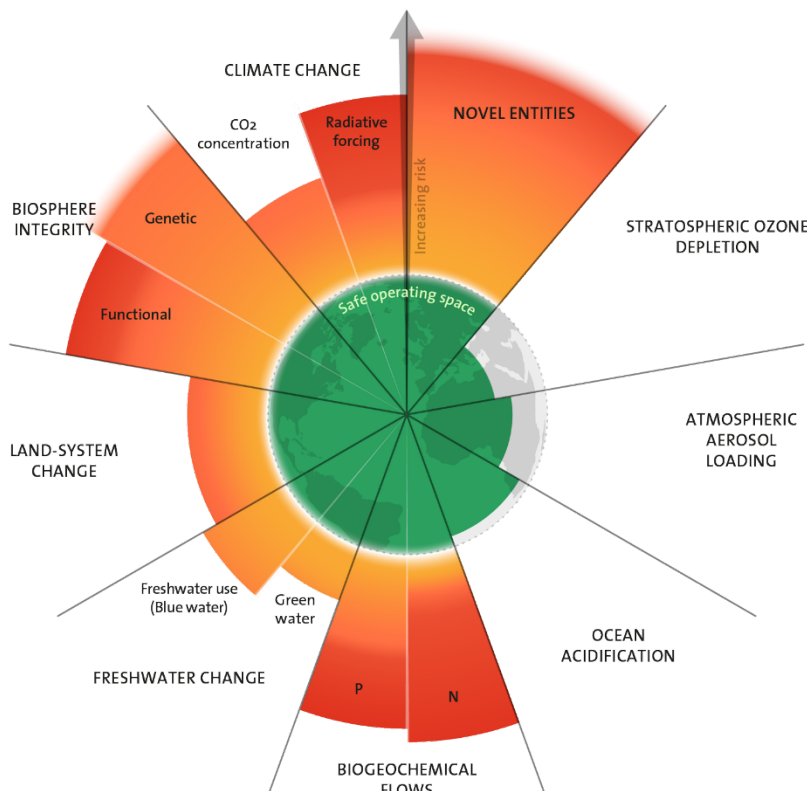 CLIMATE CHANGE
CO2
concentration
Radiative
forcing
NOVEL ENTITIES
Increasing risk
BIOSPHERE
INTEGRITY
Genetic
Functional
STRATOSPHERIC OZONE
DEPLETION
Safe operating space
LAND-SYSTEM
CHANGE
ATMOSPHERIC
AEROSOL
LOADING
Freshwater use
(Blue water)
Green
water
FRESHWATER CHANGE
OCEAN
ACIDIFICATION
P
N
BIOGEOCHEMICAL
FLOWS